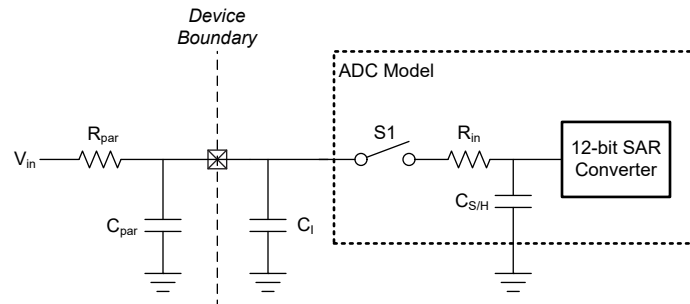 Device
Boundary
ADC Model
R_par
S1
R_in
V_in
12-bit SAR
Converter
C_par
C_I
C_S/H